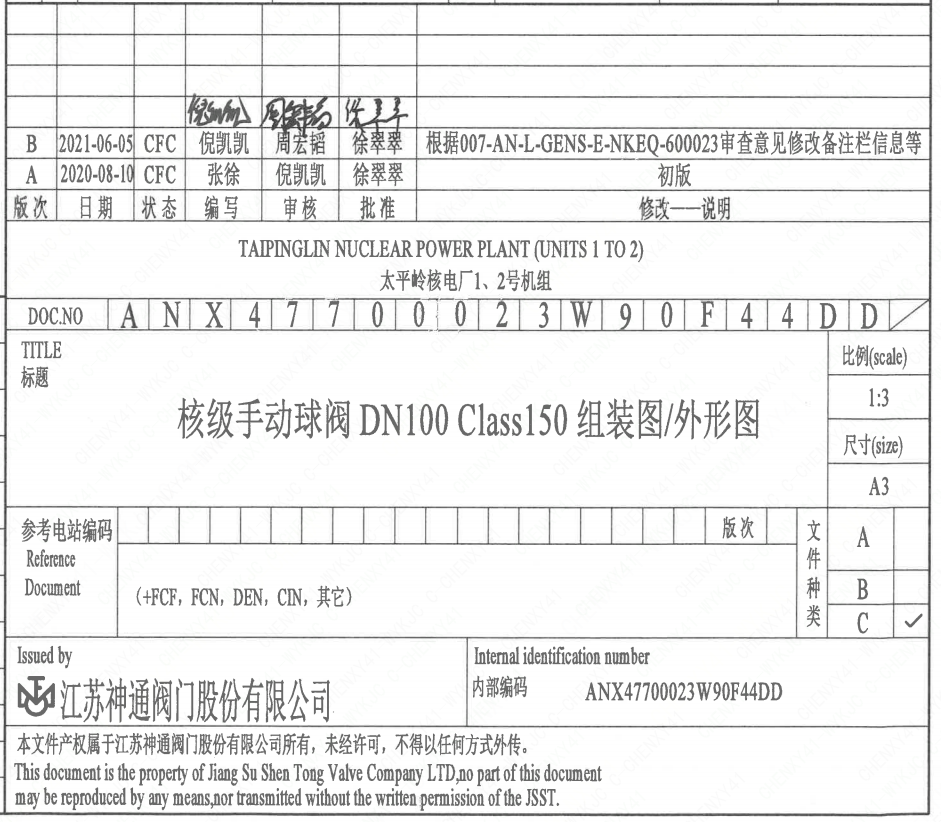 B 2021-06-05 CFC 倪凯凯 周宏韬 徐翠翠 根据007-AN-L-GENS-E-NKEQ-600023审查意见修改备注栏信息等
A 2020-08-10 CFC 张徐 倪凯凯 徐翠翠 初版
版次 日期 状态 编写 审核 批准 修改——说明
TAIPINGLIN NUCLEAR POWER PLANT (UNITS 1 TO 2)
太平岭核电厂1、2号机组
DOC.NO A N X 4 7 7 0 0 0 2 3 W 9 0 F 4 4 D D
TITLE
标题
核级手动球阀 DN100 Class150 组装图/外形图
比例(scale)
1:3
尺寸(size)
A3
参考电站编码
Reference
Document
版次
(+FCF, FCN, DEN, CIN, 其它)
文件种类
A
B
C ✓
Issued by
江苏神通阀门股份有限公司
Internal identification number
内部编码 ANX47700023W90F44DD
本文件产权属于江苏神通阀门股份有限公司所有，未经许可，不得以任何方式外传。
This document is the property of Jiang Su Shen Tong Valve Company LTD,no part of this document
may be reproduced by any means,nor transmitted without the written permission of the JSST.